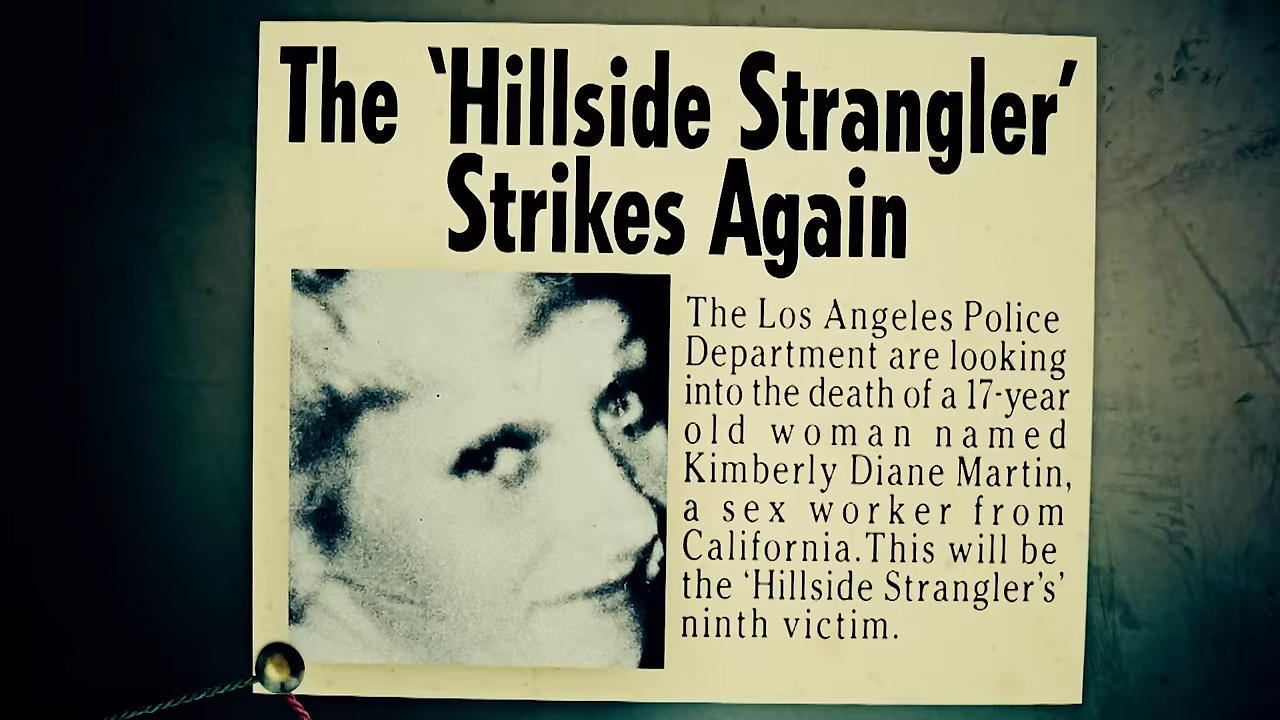 The ‘Hillside Strangler’
Strikes Again
The Los Angeles Police
Department are looking
into the death of a 17-year
old woman named
Kimberly Diane Martin,
a sex worker from
California.This will be
the ‘Hillside Strangler’s’
ninth victim.